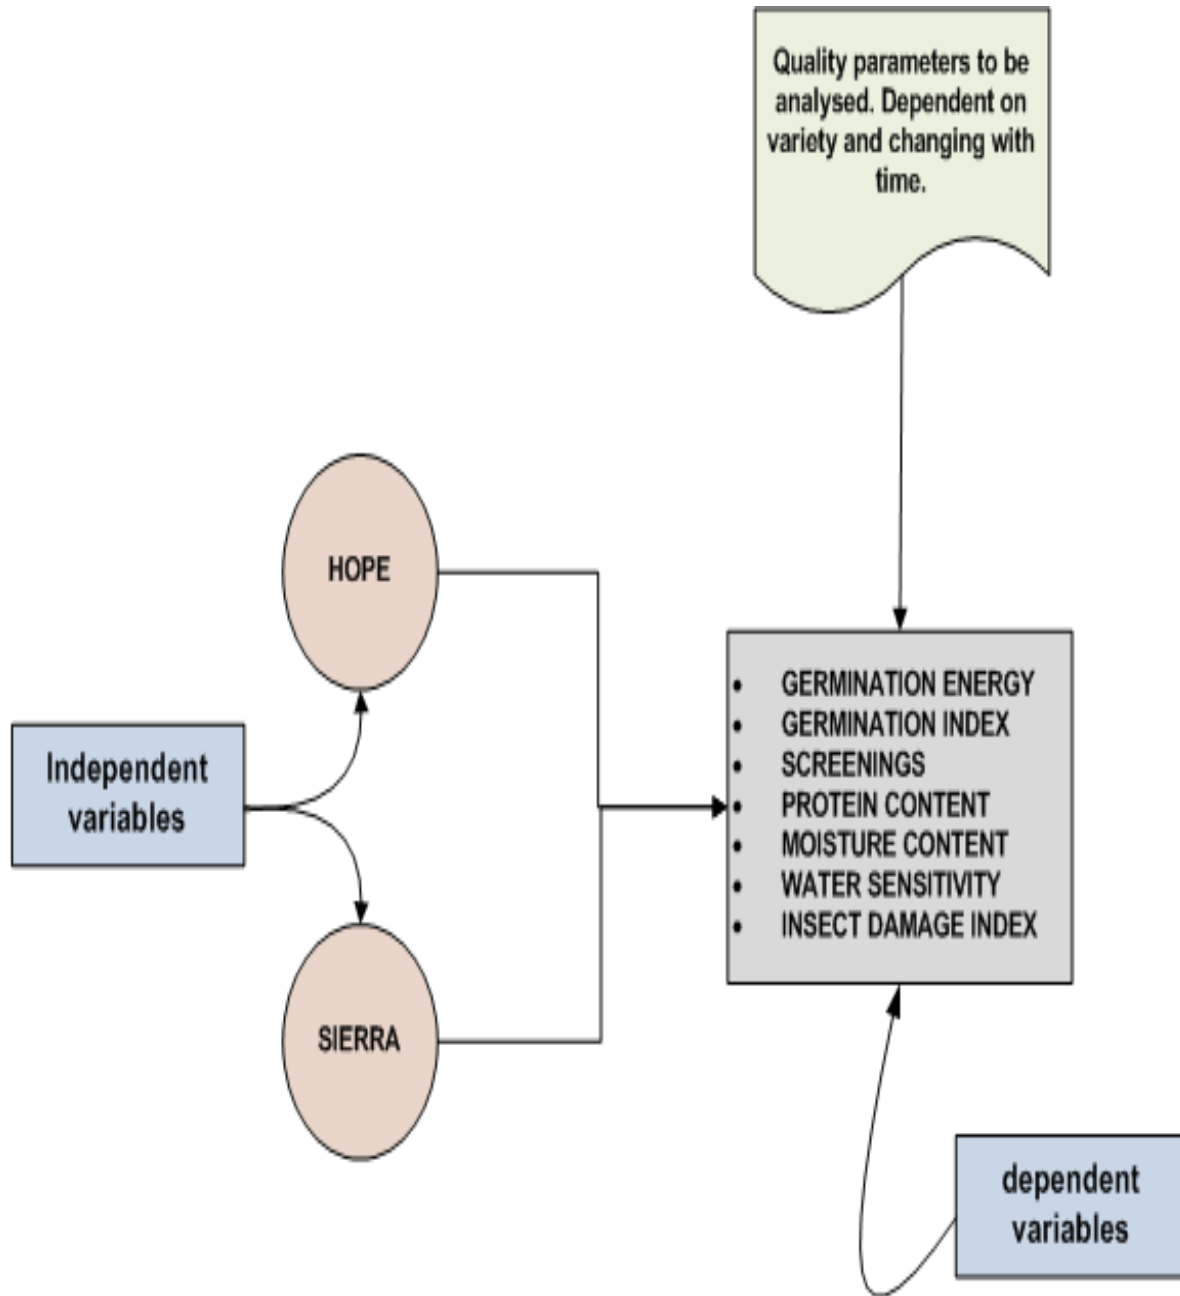 Quality parameters to be
analysed. Dependent on
variety and changing with
time.
HOPE
Independent
variables
SIERRA
• GERMINATION ENERGY
• GERMINATION INDEX
• SCREENINGS
• PROTEIN CONTENT
• MOISTURE CONTENT
• WATER SENSITIVITY
• INSECT DAMAGE INDEX
dependent
variables